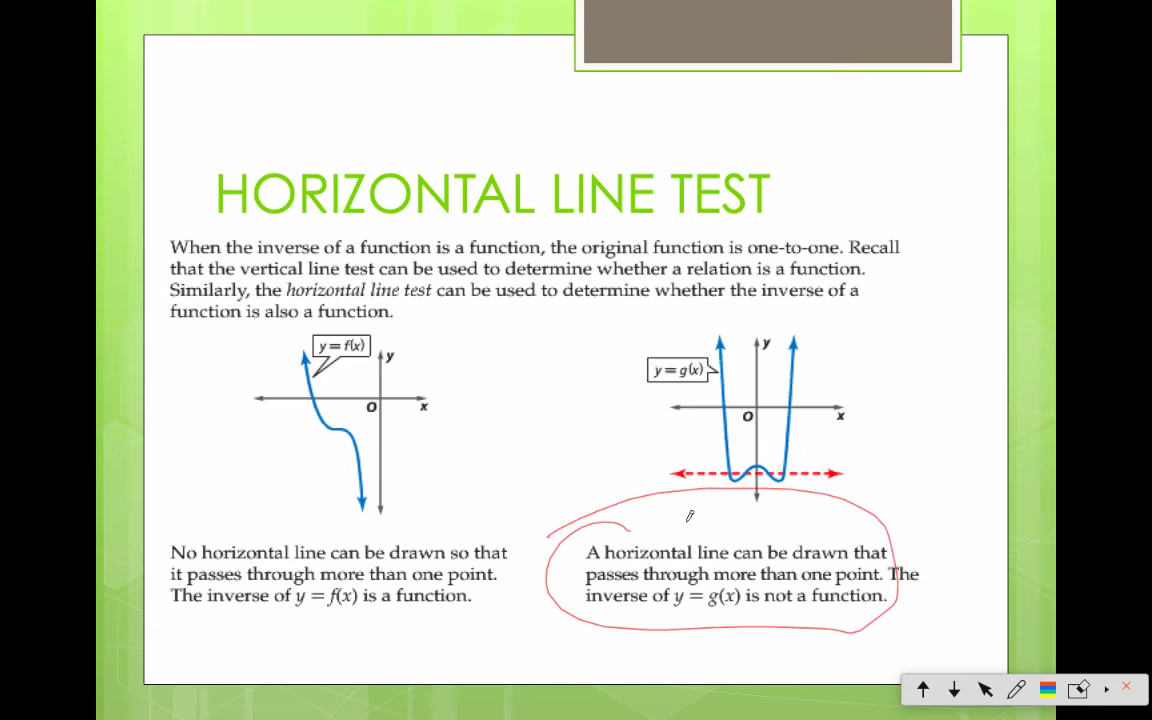 HORIZONTAL LINE TEST
When the inverse of a function is a function, the original function is one-to-one. Recall
that the vertical line test can be used to determine whether a relation is a function.
Similarly, the horizontal line test can be used to determine whether the inverse of a
function is also a function.
y = f(x)
y
O
x
y = g(x)
y
O
x
No horizontal line can be drawn so that
it passes through more than one point.
The inverse of y = f(x) is a function.
A horizontal line can be drawn that
passes through more than one point. The
inverse of y = g(x) is not a function.